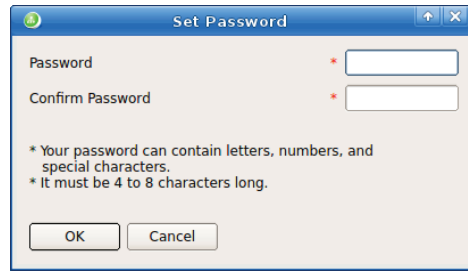 Set Password
Password *
Confirm Password *
* Your password can contain letters, numbers, and
special characters.
* It must be 4 to 8 characters long.
OK Cancel